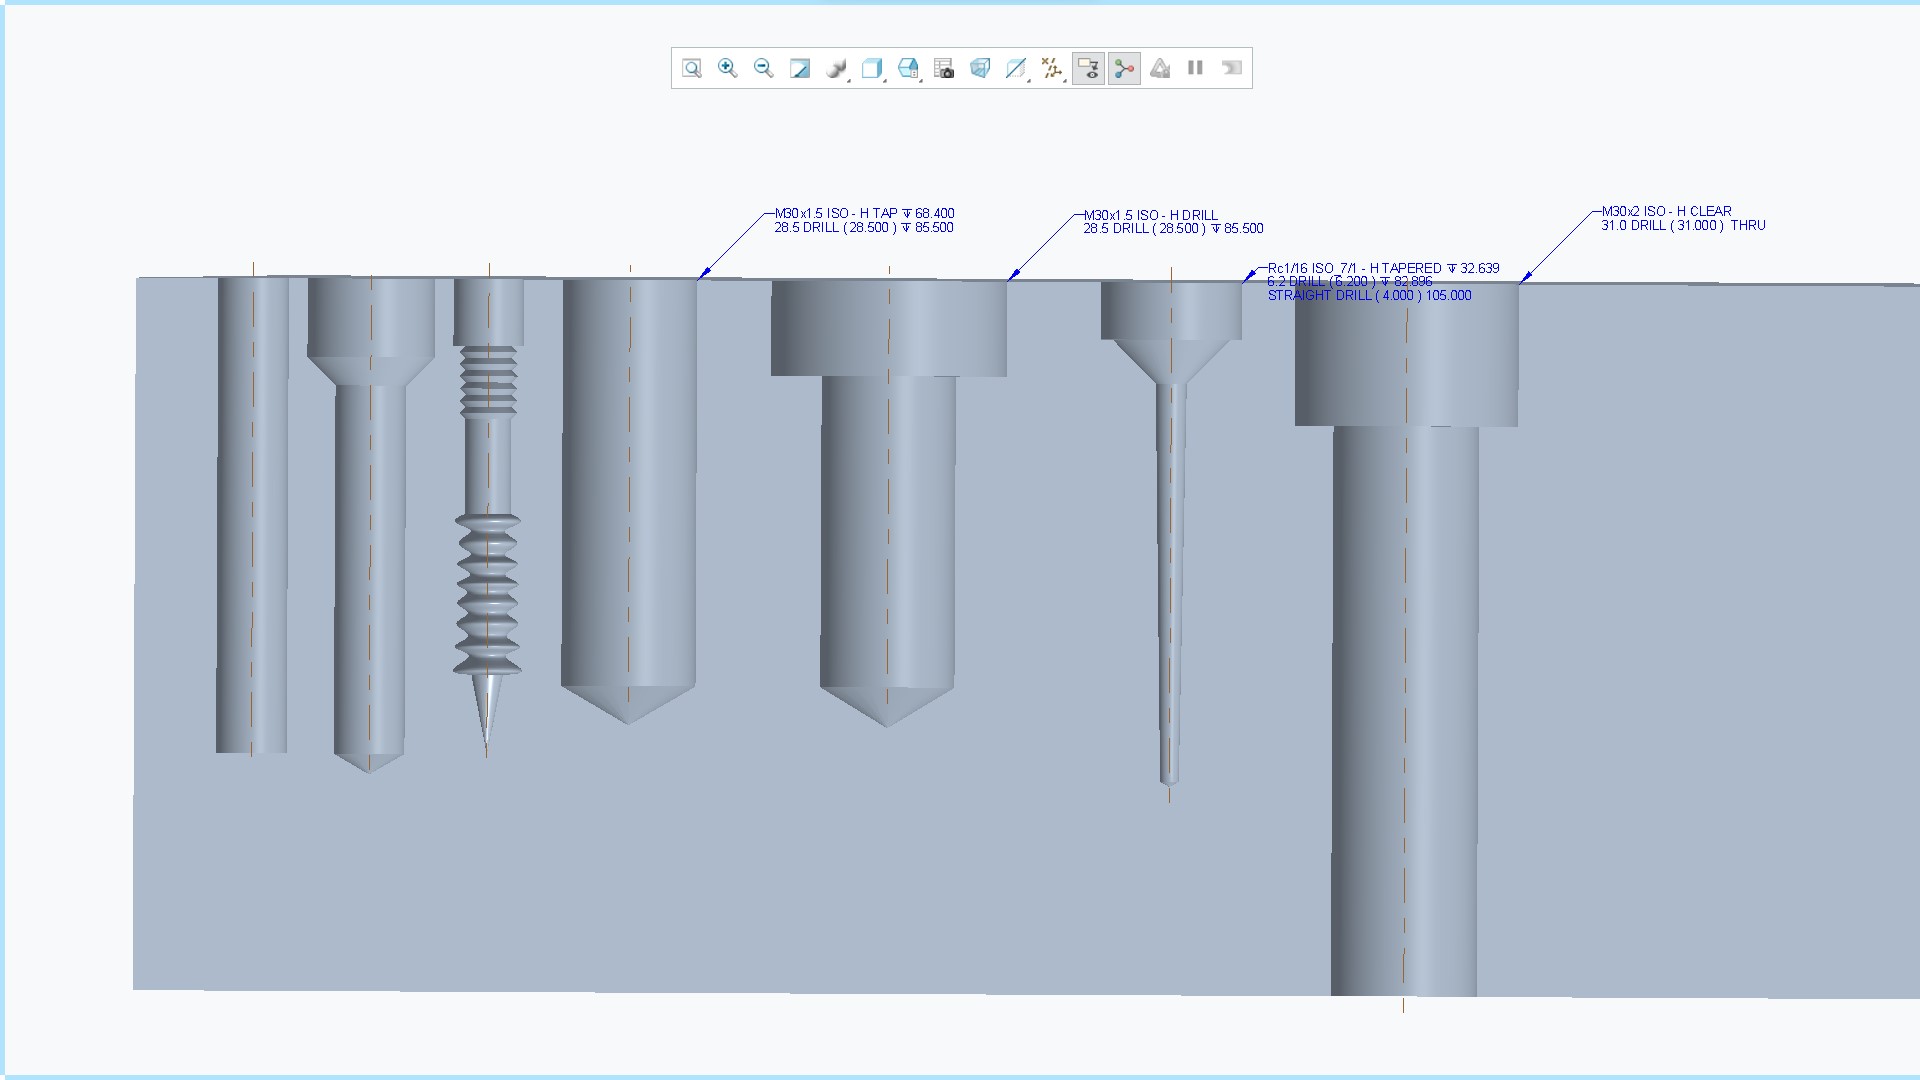 M30x1.5 ISO - H TAP ↧ 68.400
28.5 DRILL ( 28.500 ) ↧ 85.500
M30x1.5 ISO - H DRILL
28.5 DRILL ( 28.500 ) ↧ 85.500
Rc1/16 ISO_7/1 - H TAPERED ↧ 32.639
6.2 DRILL ( 6.200 ) ↧ 82.896
STRAIGHT DRILL ( 4.000 ) 105.000
M30x2 ISO - H CLEAR
31.0 DRILL ( 31.000 ) THRU